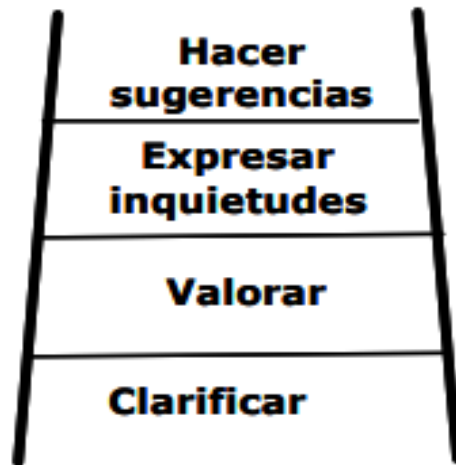 Hacer
sugerencias
Expresar
inquietudes
Valorar
Clarificar